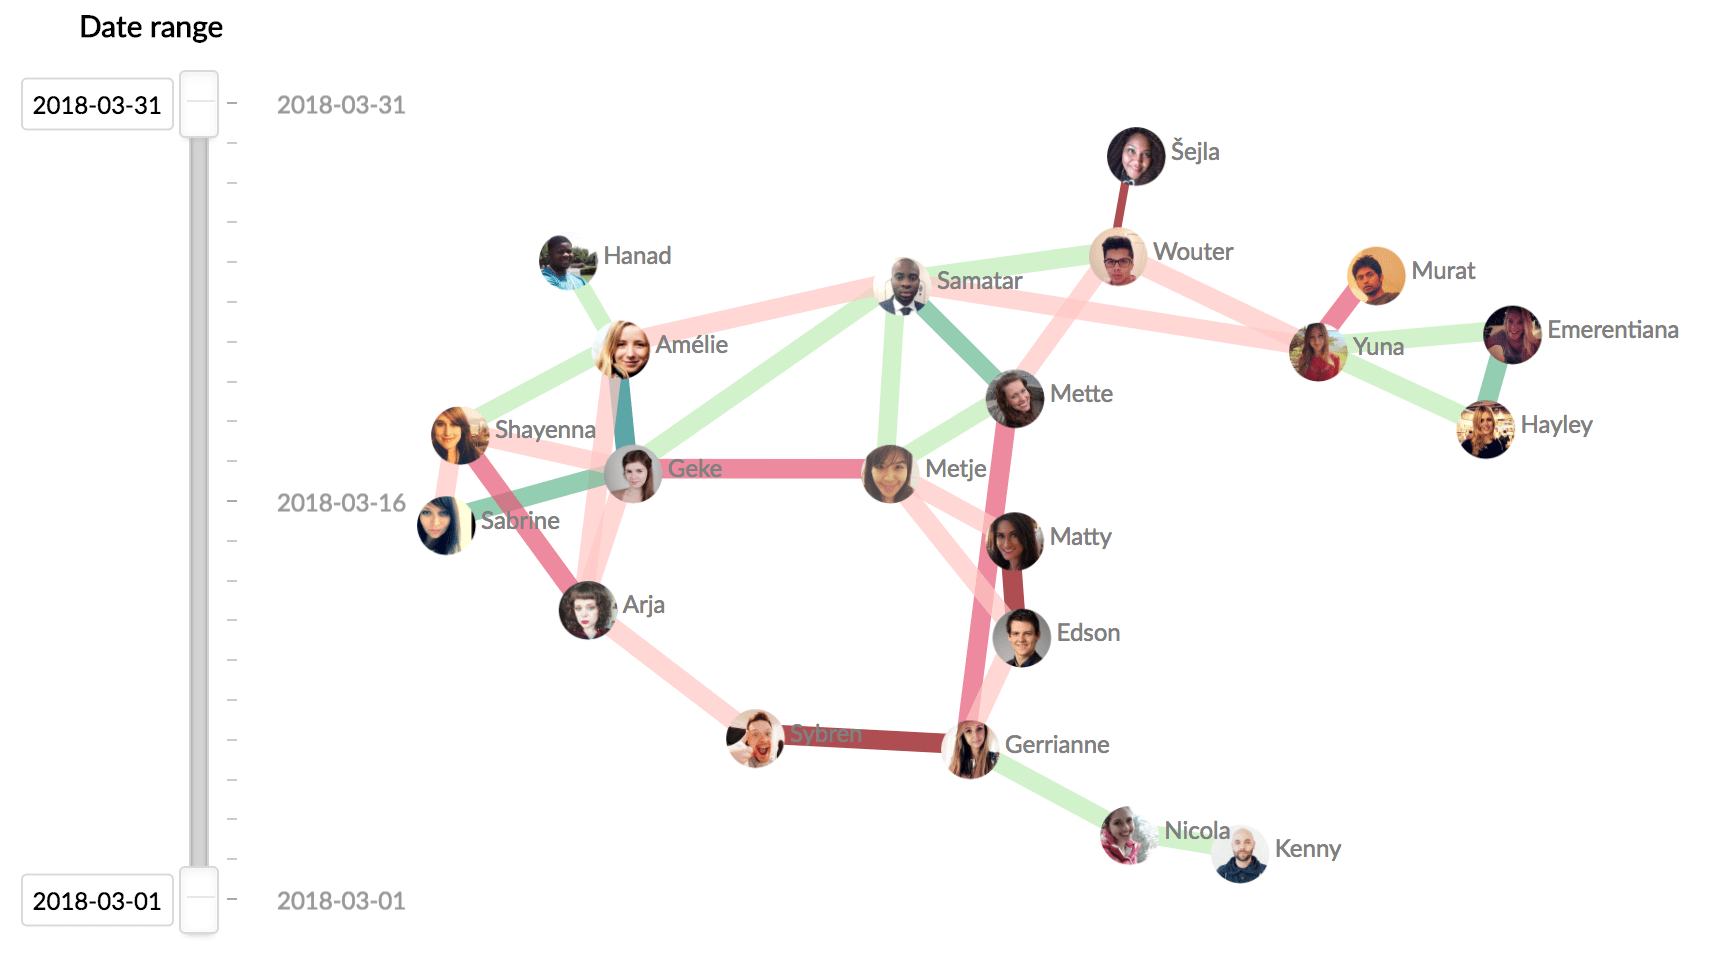 Date range
2018-03-31
2018-03-31
Šejla
Wouter
Hanad
Murat
Samatar
Emerentiana
Amélie
Yuna
Mette
Hayley
Shayenna
Geke
Metje
2018-03-16
Sabrine
Matty
Arja
Edson
Sybren
Gerrianne
Nicola
Kenny
2018-03-01
2018-03-01